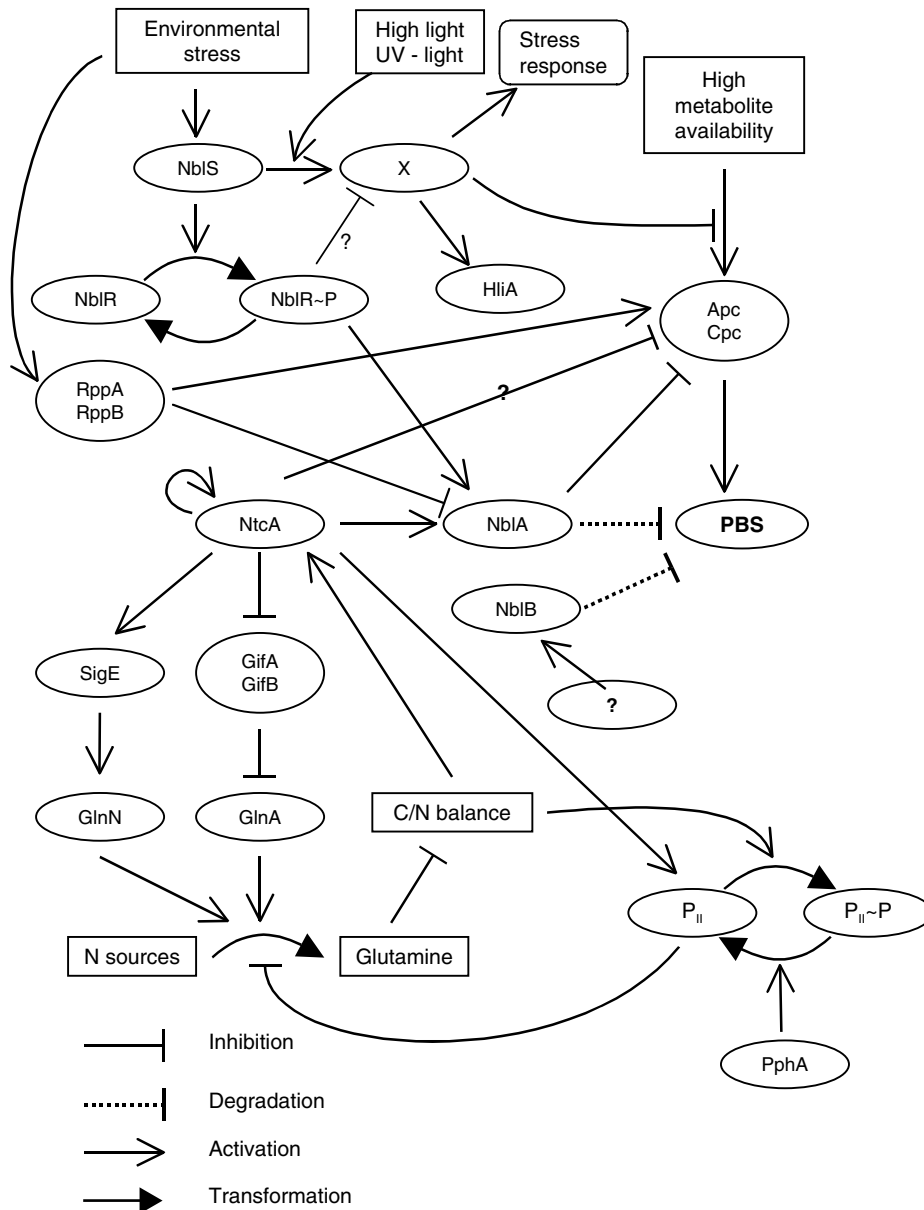 Environmental
stress
High light
UV - light
Stress
response
High
metabolite
availability
NblS
X
?
NblR
NblR~P
HliA
Apc
Cpc
RppA
RppB
?
NtcA
NblA
PBS
NblB
SigE
GifA
GifB
?
GlnN
GlnA
C/N balance
PII
PII~P
N sources
Glutamine
PphA
Inhibition
Degradation
Activation
Transformation